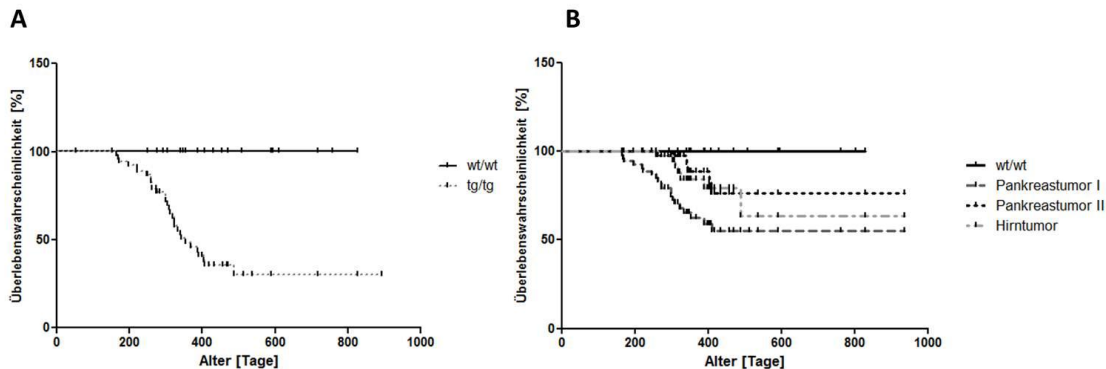 A
Überlebenswahrscheinlichkeit [%]
150
100
50
0
0 200 400 600 800 1000
Alter [Tage]
wt/wt
tg/tg
B
Überlebenswahrscheinlichkeit [%]
150
100
50
0
0 200 400 600 800 1000
Alter [Tage]
wt/wt
Pankreastumor I
Pankreastumor II
Hirntumor